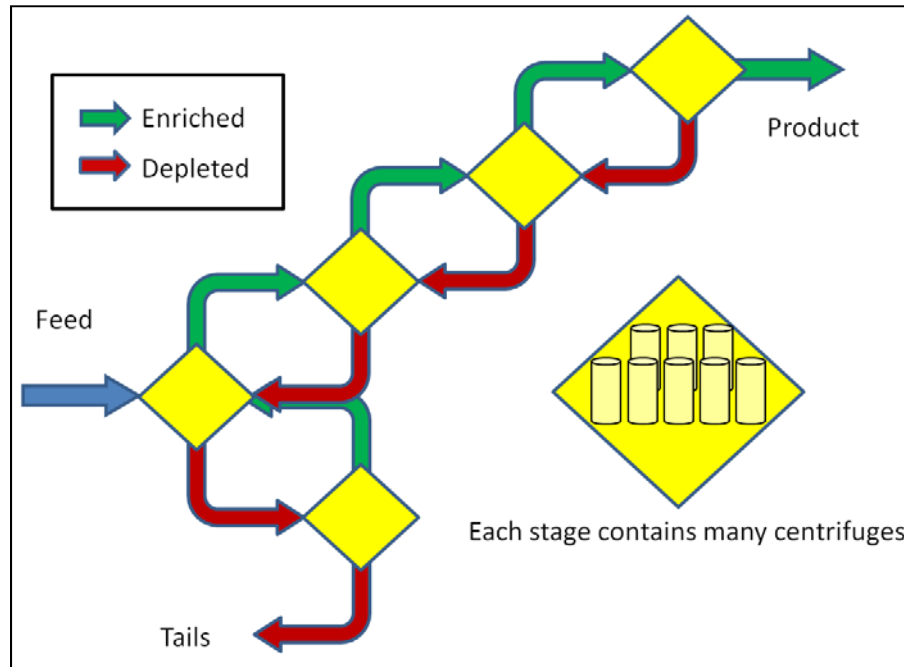 Enriched
Depleted
Product
Feed
Each stage contains many centrifuges
Tails